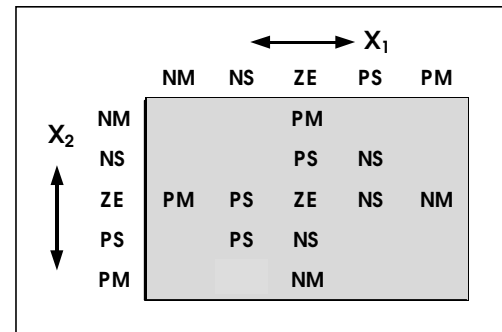 X₁
NM NS ZE PS PM
X₂
NM PM
NS PS NS
ZE PM PS ZE NS NM
PS PS NS
PM NM